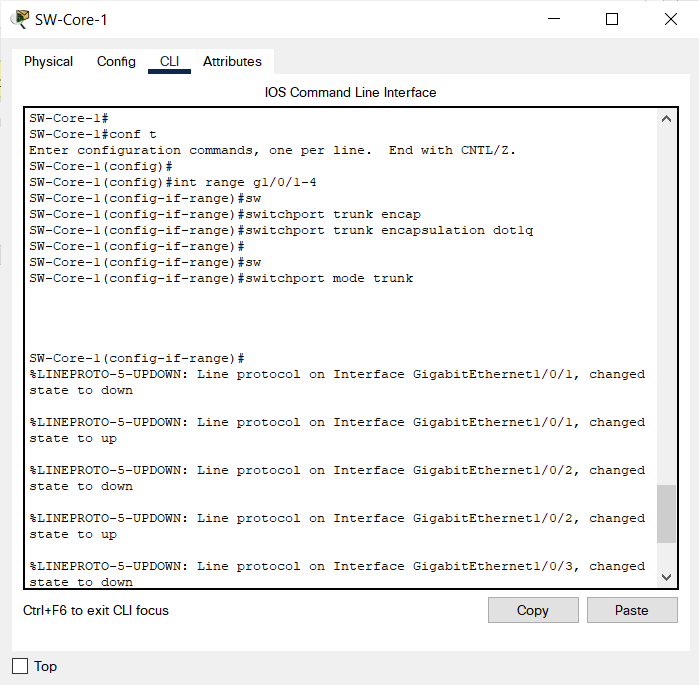 SW-Core-1
Physical Config CLI Attributes
IOS Command Line Interface
SW-Core-1#
SW-Core-1#conf t
Enter configuration commands, one per line.  End with CNTL/Z.
SW-Core-1(config)#
SW-Core-1(config)#int range g1/0/1-4
SW-Core-1(config-if-range)#sw
SW-Core-1(config-if-range)#switchport trunk encap
SW-Core-1(config-if-range)#switchport trunk encapsulation dot1q
SW-Core-1(config-if-range)#
SW-Core-1(config-if-range)#sw
SW-Core-1(config-if-range)#switchport mode trunk
SW-Core-1(config-if-range)#
%LINEPROTO-5-UPDOWN: Line protocol on Interface GigabitEthernet1/0/1, changed
state to down
%LINEPROTO-5-UPDOWN: Line protocol on Interface GigabitEthernet1/0/1, changed
state to up
%LINEPROTO-5-UPDOWN: Line protocol on Interface GigabitEthernet1/0/2, changed
state to down
%LINEPROTO-5-UPDOWN: Line protocol on Interface GigabitEthernet1/0/2, changed
state to up
%LINEPROTO-5-UPDOWN: Line protocol on Interface GigabitEthernet1/0/3, changed
state to down
Ctrl+F6 to exit CLI focus
Copy Paste
Top